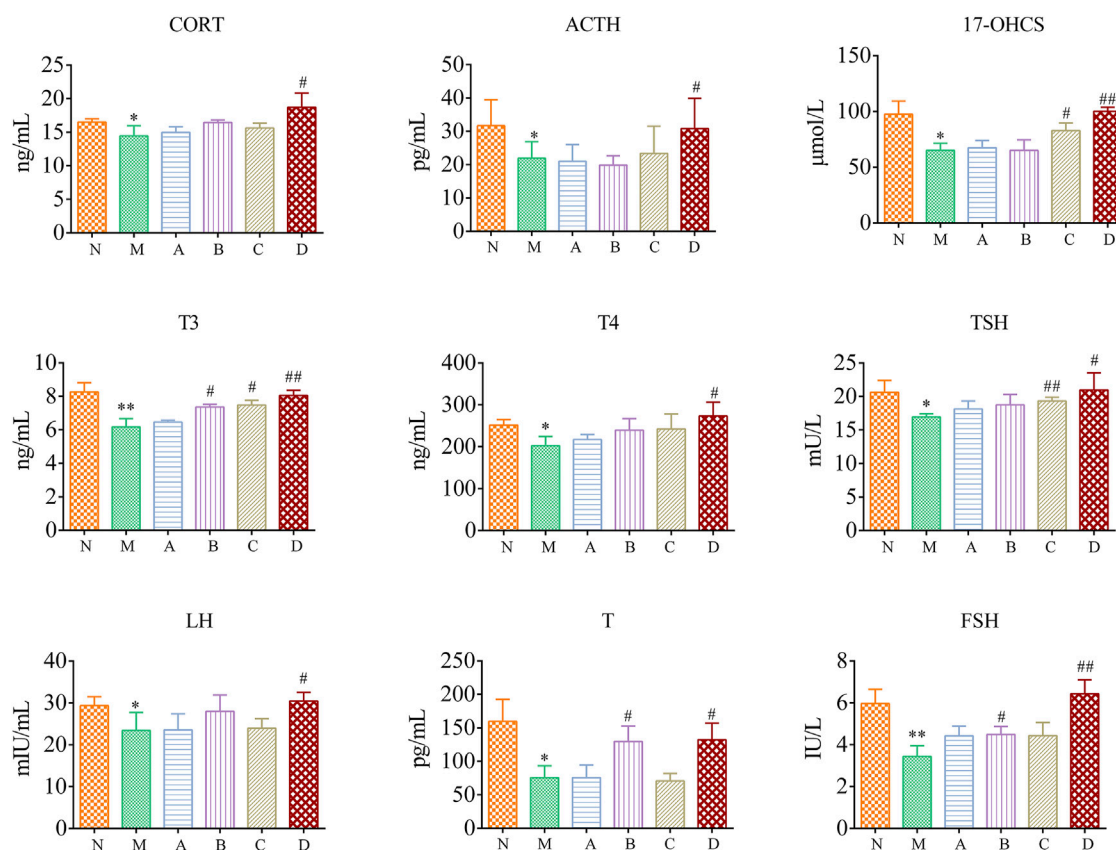 CORT
ng/mL
25
20
15
10
5
0
*
#
N M A B C D
ACTH
pg/mL
50
40
30
20
10
0
*
#
N M A B C D
17-OHCS
μmol/L
150
100
50
0
*
#
##
N M A B C D
T3
ng/mL
10
8
6
4
2
0
**
#
#
##
N M A B C D
T4
ng/mL
400
300
200
100
0
*
#
N M A B C D
TSH
mU/L
25
20
15
10
5
0
*
##
#
N M A B C D
LH
mIU/mL
40
30
20
10
0
*
#
N M A B C D
T
pg/mL
250
200
150
100
50
0
*
#
#
N M A B C D
FSH
IU/L
8
6
4
2
0
**
#
##
N M A B C D